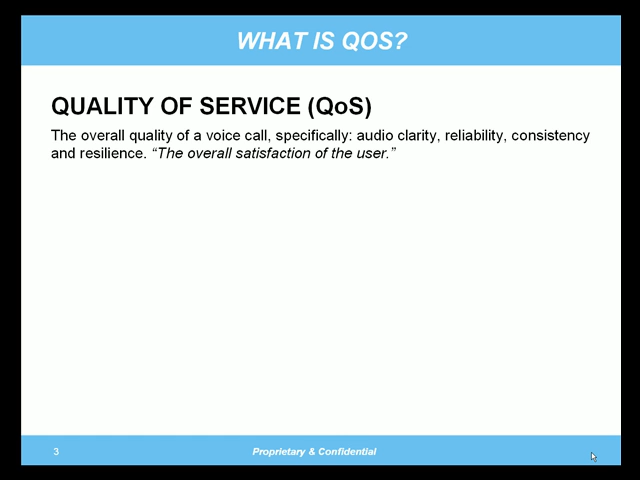 WHAT IS QOS?
QUALITY OF SERVICE (QoS)
The overall quality of a voice call, specifically: audio clarity, reliability, consistency
and resilience. “The overall satisfaction of the user.”
3
Proprietary & Confidential